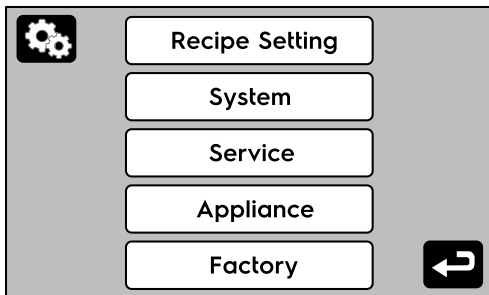 Recipe Setting
System
Service
Appliance
Factory